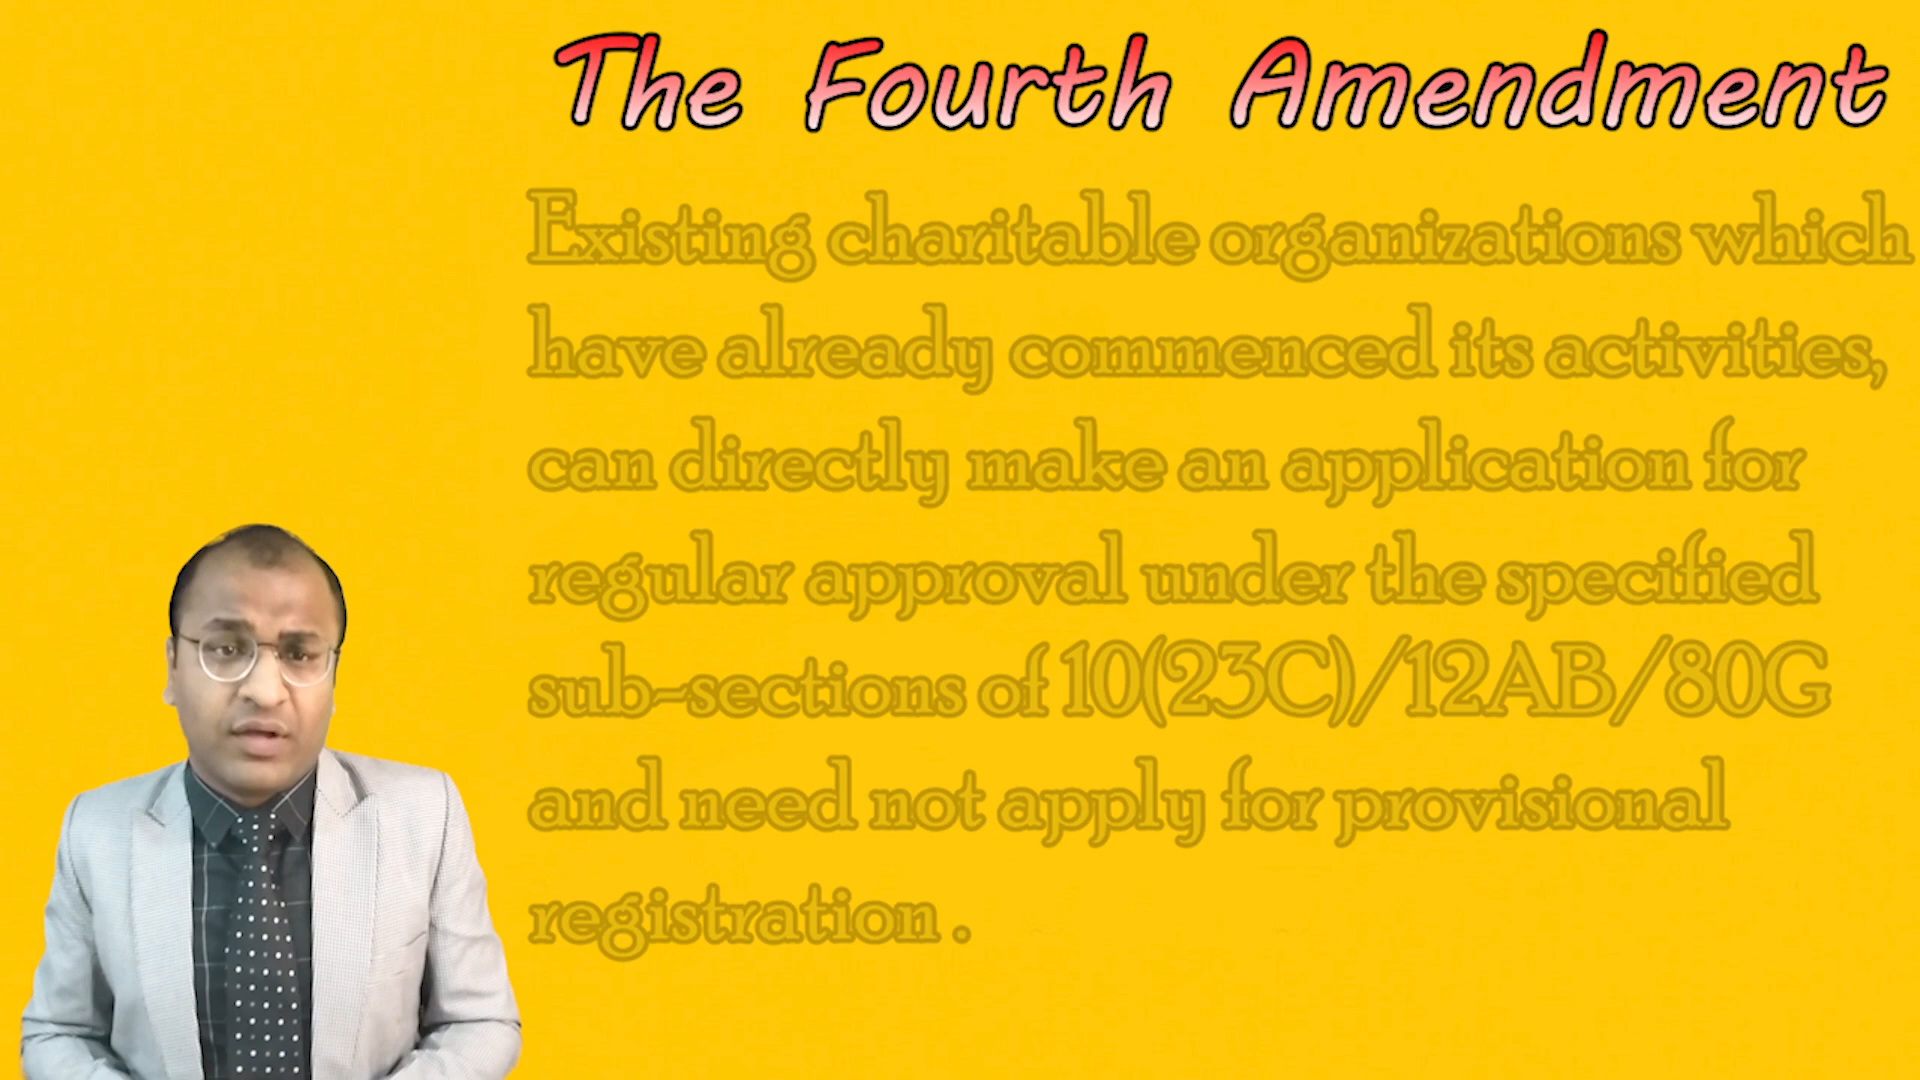 The Fourth Amendment
Existing charitable organizations which
have already commenced its activities,
can directly make an application for
regular approval under the specified
sub-sections of 10(23C)/12AB/80G
and need not apply for provisional
registration .